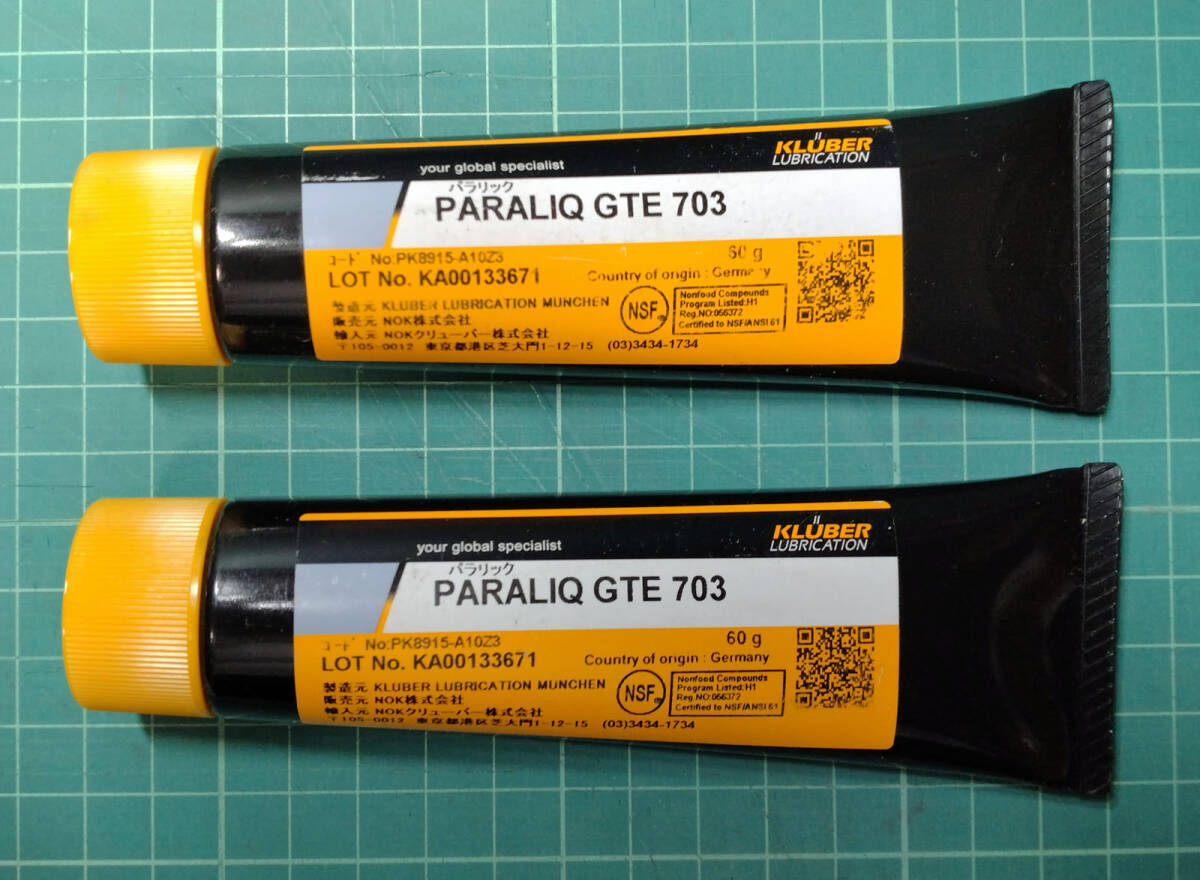 your global specialist
KLÜBER
LUBRICATION
パラリック
PARALIQ GTE 703
コード No:PK8915-A10Z3
60 g
LOT No. KA00133671
Country of origin : Germany
製造元 KLUBER LUBRICATION MUNCHEN
販売元 NOK株式会社
輸入元 NOKクリューバー株式会社
〒105-0012 東京都港区芝大門1-12-15 (03)3434-1734
NSF
Nonfood Compounds
Program Listed:H1
Reg.NO:056372
Certified to NSF/ANSI 61
your global specialist
KLÜBER
LUBRICATION
パラリック
PARALIQ GTE 703
コード No:PK8915-A10Z3
60 g
LOT No. KA00133671
Country of origin : Germany
製造元 KLUBER LUBRICATION MUNCHEN
販売元 NOK株式会社
輸入元 NOKクリューバー株式会社
〒105-0012 東京都港区芝大門1-12-15 (03)3434-1734
NSF
Nonfood Compounds
Program Listed:H1
Reg.NO:056372
Certified to NSF/ANSI 61